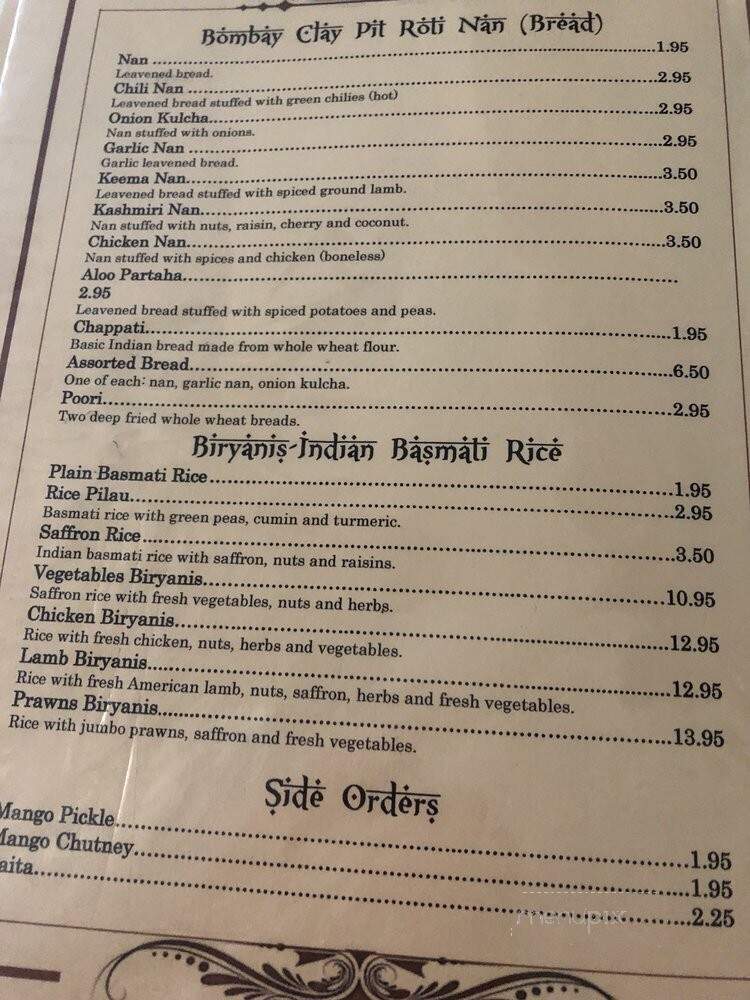 Bombay Clay Pit Roti Nan (Bread)
Nan ........ 1.95
Leavened bread.
Chili Nan ........ 2.95
Leavened bread stuffed with green chilies (hot)
Onion Kulcha........ 2.95
Nan stuffed with onions.
Garlic Nan ........ 2.95
Garlic leavened bread.
Keema Nan........ 3.50
Leavened bread stuffed with spiced ground lamb.
Kashmiri Nan........ 3.50
Nan stuffed with nuts, raisin, cherry and coconut.
Chicken Nan........ 3.50
Nan stuffed with spices and chicken (boneless)
Aloo Partaha........
2.95
Leavened bread stuffed with spiced potatoes and peas.
Chappati........ 1.95
Basic Indian bread made from whole wheat flour.
Assorted Bread........ 6.50
One of each: nan, garlic nan, onion kulcha.
Poori........ 2.95
Two deep fried whole wheat breads.
Biryanis-Indian Basmati Rice
Plain Basmati Rice........ 1.95
Rice Pilau........ 2.95
Basmati rice with green peas, cumin and turmeric.
Saffron Rice........ 3.50
Indian basmati rice with saffron, nuts and raisins.
Vegetables Biryanis........ 10.95
Saffron rice with fresh vegetables, nuts and herbs.
Chicken Biryanis........ 12.95
Rice with fresh chicken, nuts, herbs and vegetables.
Lamb Biryanis........ 12.95
Rice with fresh American lamb, nuts, saffron, herbs and fresh vegetables.
Prawns Biryanis........ 13.95
Rice with jumbo prawns, saffron and fresh vegetables.
Side Orders
Mango Pickle........ 1.95
Mango Chutney........ 1.95
aita........ 2.25
menupix